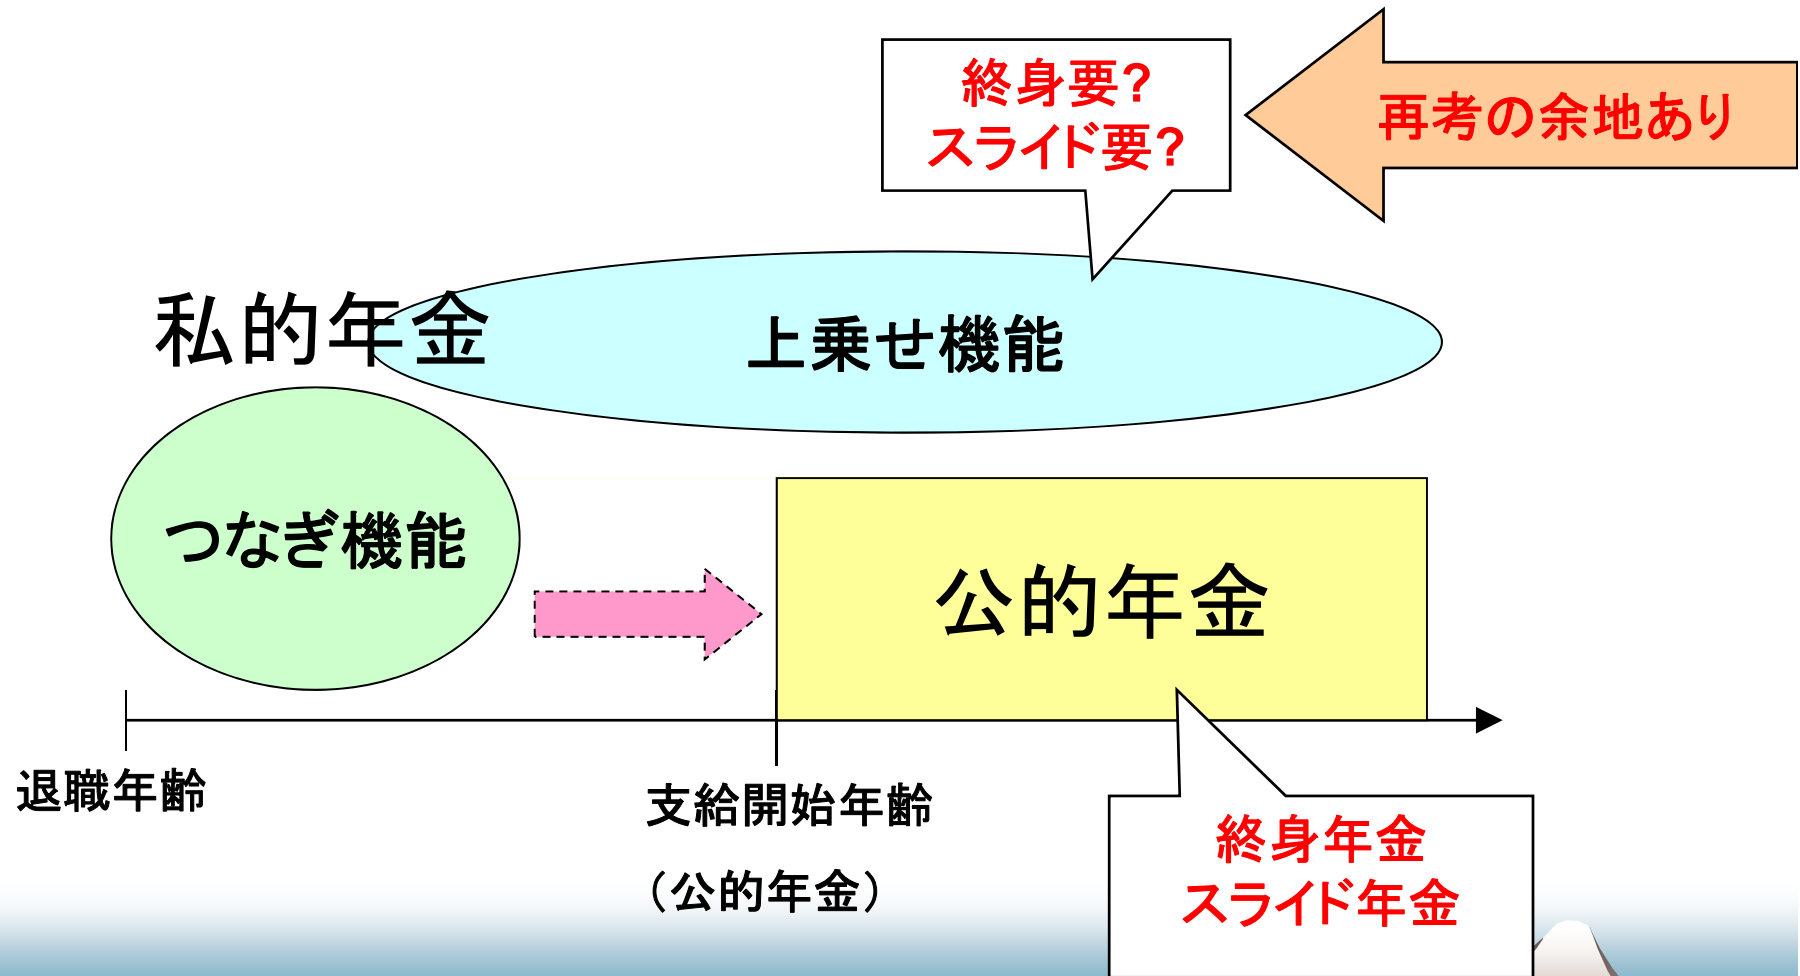 終身要?
スライド要?
再考の余地あり
私的年金
上乗せ機能
つなぎ機能
公的年金
退職年齢
支給開始年齢
（公的年金）
終身年金
スライド年金